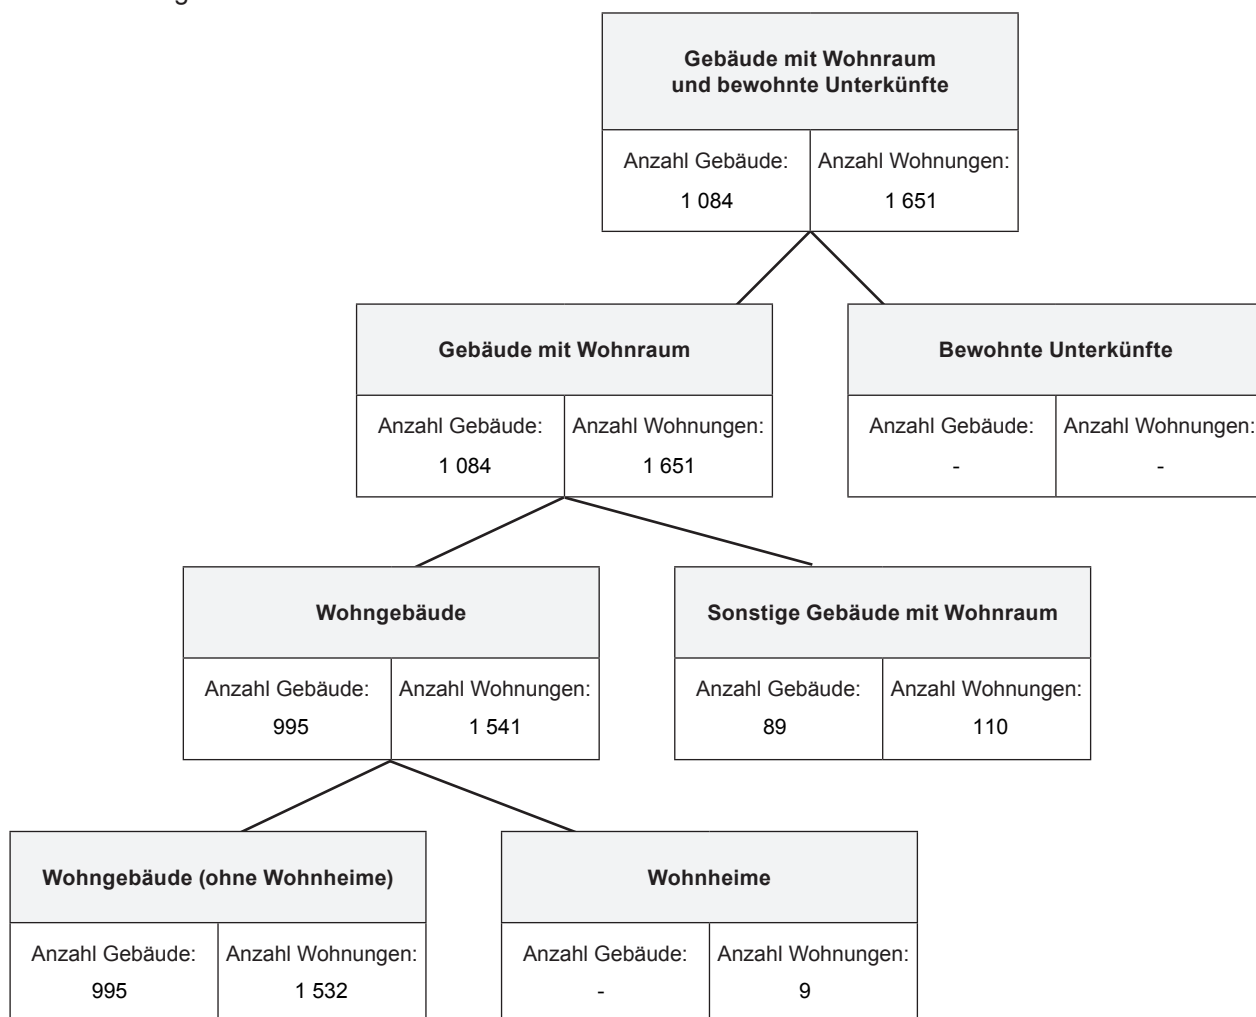 Gebäude mit Wohnraum
und bewohnte Unterkünfte
Anzahl Gebäude: Anzahl Wohnungen:
1 084 1 651
Gebäude mit Wohnraum Bewohnte Unterkünfte
Anzahl Gebäude: Anzahl Wohnungen: Anzahl Gebäude: Anzahl Wohnungen:
1 084 1 651 - -
Wohngebäude Sonstige Gebäude mit Wohnraum
Anzahl Gebäude: Anzahl Wohnungen: Anzahl Gebäude: Anzahl Wohnungen:
995 1 541 89 110
Wohngebäude (ohne Wohnheime) Wohnheime
Anzahl Gebäude: Anzahl Wohnungen: Anzahl Gebäude: Anzahl Wohnungen:
995 1 532 - 9